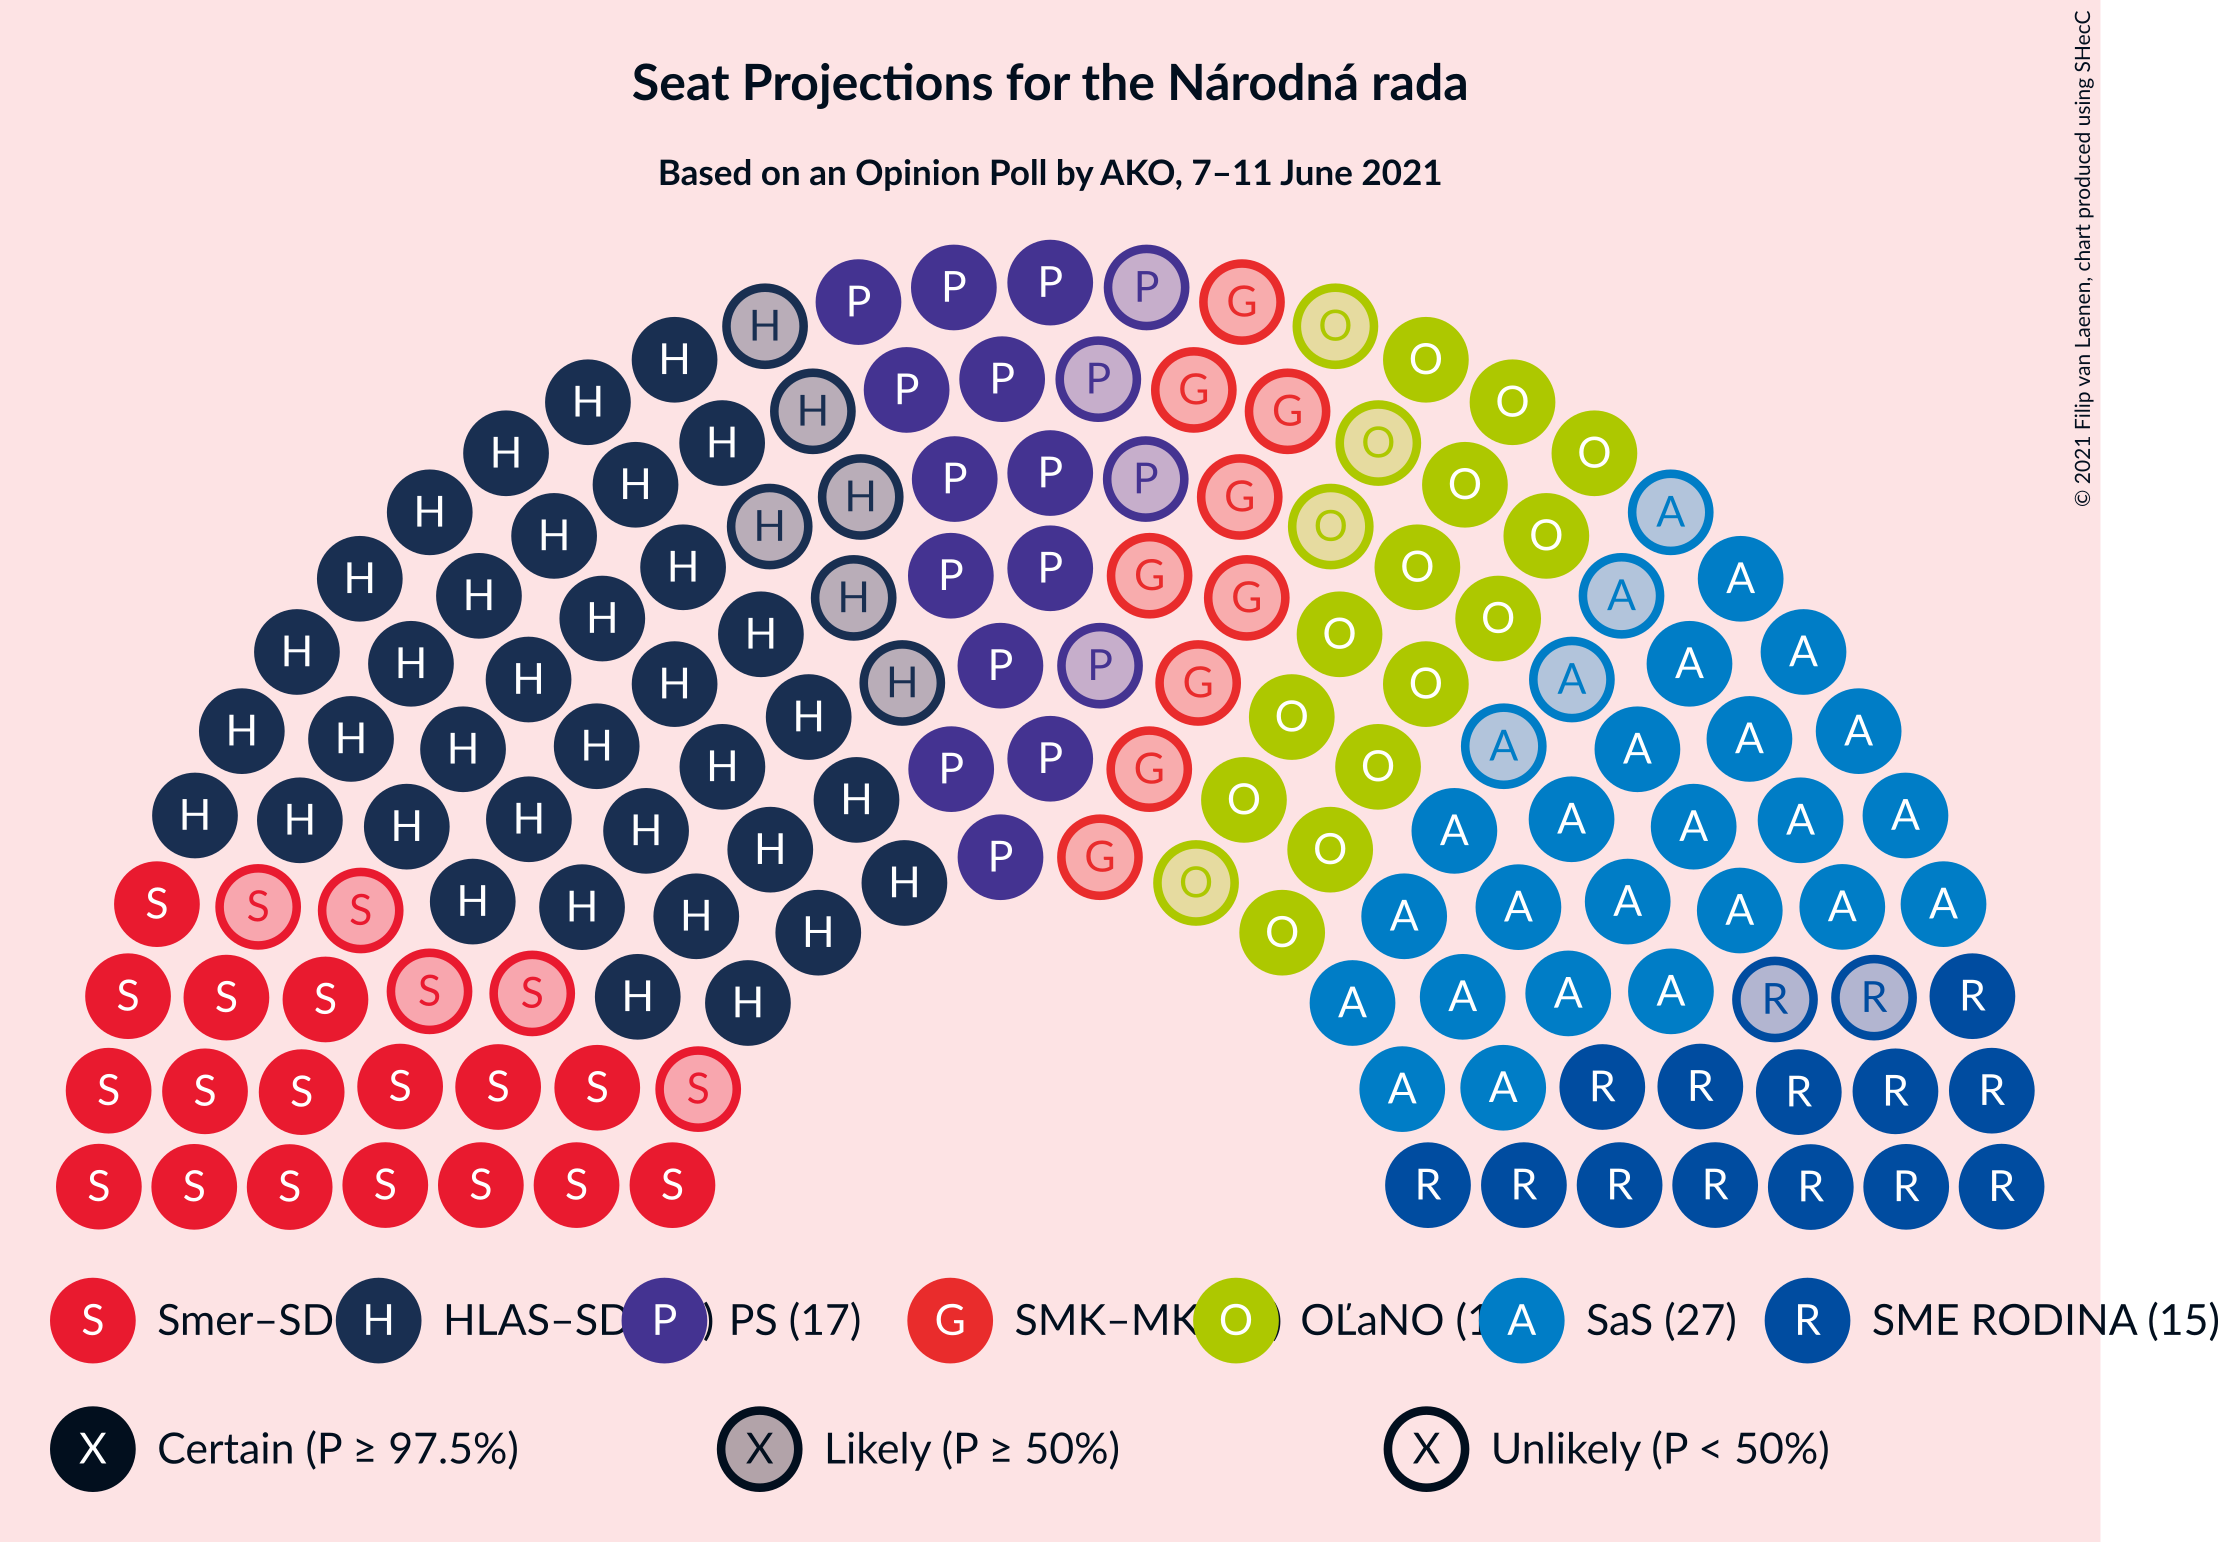 Seat Projections for the Národná rada
Based on an Opinion Poll by AKO, 7–11 June 2021
© 2021 Filip van Laenen, chart produced using SHecC
H P P P P G O
H H H P P P G G O O O
H H H P P P G O O O O A
H H H H H P P G G O O O A A
H H H H H H H P P G O O O A A A
H H H H H H P P G O O A A A A
H H H H H H H P G O O A A A A A
S S S H H H H O A A A A A A
S S S S S H H A A A A R R R
S S S S S S S A A R R R R R
S S S S S S S R R R R R R R
S Smer–SD H HLAS–SD P ) PS (17) G SMK–MK O ) OĽaNO (1 A SaS (27) R SME RODINA (15)
X Certain (P ≥ 97.5%) X Likely (P ≥ 50%) X Unlikely (P < 50%)